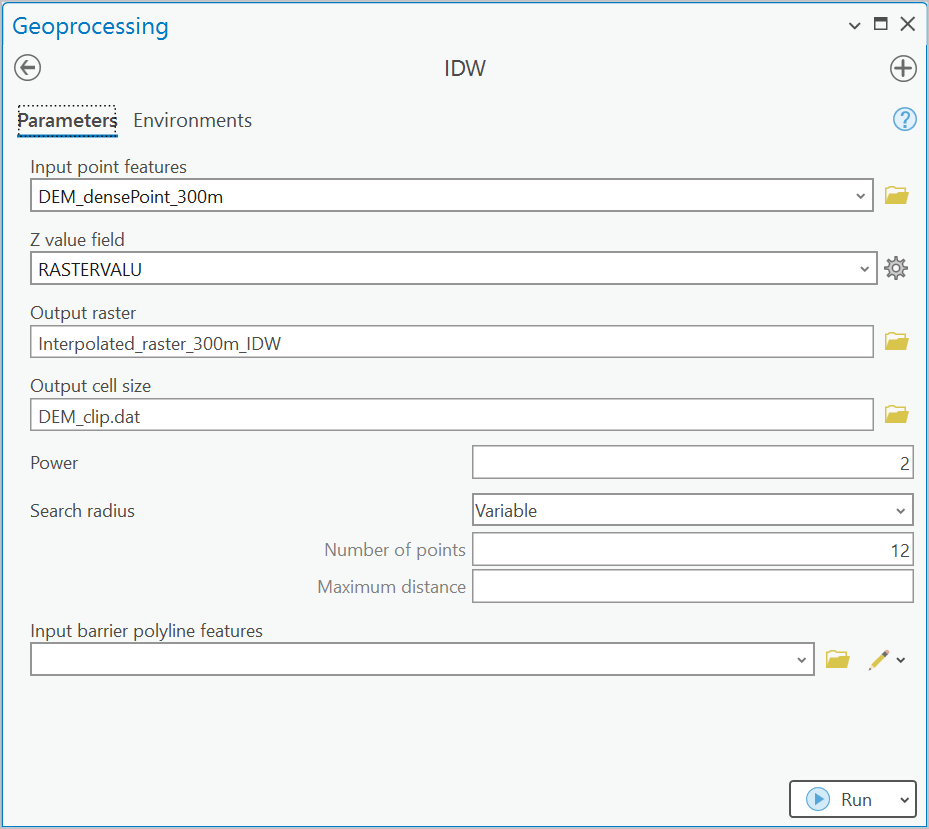 Geoprocessing
IDW
Parameters Environments
Input point features
DEM_densePoint_300m
Z value field
RASTERVALU
Output raster
Interpolated_raster_300m_IDW
Output cell size
DEM_clip.dat
Power 2
Search radius Variable
Number of points 12
Maximum distance
Input barrier polyline features
Run